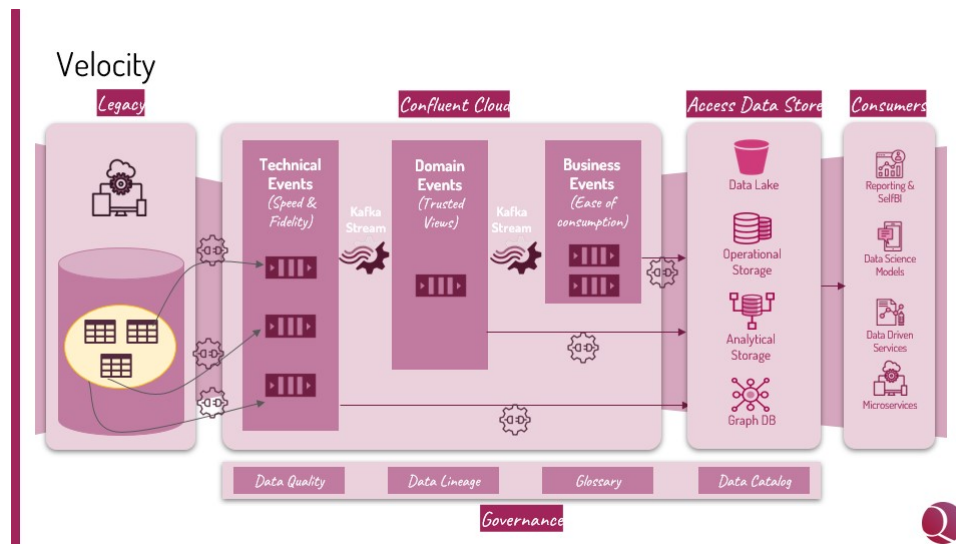 Velocity
Legacy
Confluent Cloud
Access Data Store
Consumers
Technical
Events
(Speed &
Fidelity)
Kafka
Stream
Domain
Events
(Trusted
Views)
Kafka
Stream
Business
Events
(Ease of
consumption)
Data Lake
Operational
Storage
Analytical
Storage
Graph DB
Reporting &
SelfBI
Data Science
Models
Data Driven
Services
Microservices
Data Quality
Data Lineage
Glossary
Data Catalog
Governance
Q